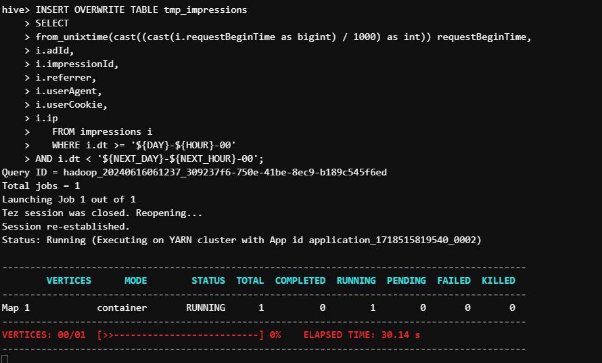 hive> INSERT OVERWRITE TABLE tmp_impressions
    > SELECT
    > from_unixtime(cast((cast(i.requestBeginTime as bigint) / 1000) as int)) requestBeginTime,
    > i.adId,
    > i.impressionId,
    > i.referrer,
    > i.userAgent,
    > i.userCookie,
    > i.ip
    >    FROM impressions i
    >    WHERE i.dt >= '${DAY}-${HOUR}-00'
    > AND i.dt < '${NEXT_DAY}-${NEXT_HOUR}-00';
Query ID = hadoop_20240616061237_309237f6-750e-41be-8ec9-b189c545f6ed
Total jobs = 1
Launching Job 1 out of 1
Tez session was closed. Reopening...
Session re-established.
Status: Running (Executing on YARN cluster with App id application_1718515819540_0002)
----------------------------------------------------------------------------------------------
VERTICES MODE STATUS TOTAL COMPLETED RUNNING PENDING FAILED KILLED
----------------------------------------------------------------------------------------------
Map 1 container RUNNING 1 0 1 0 0 0
----------------------------------------------------------------------------------------------
VERTICES: 00/01 [>>--------------------------] 0% ELAPSED TIME: 30.14 s
----------------------------------------------------------------------------------------------